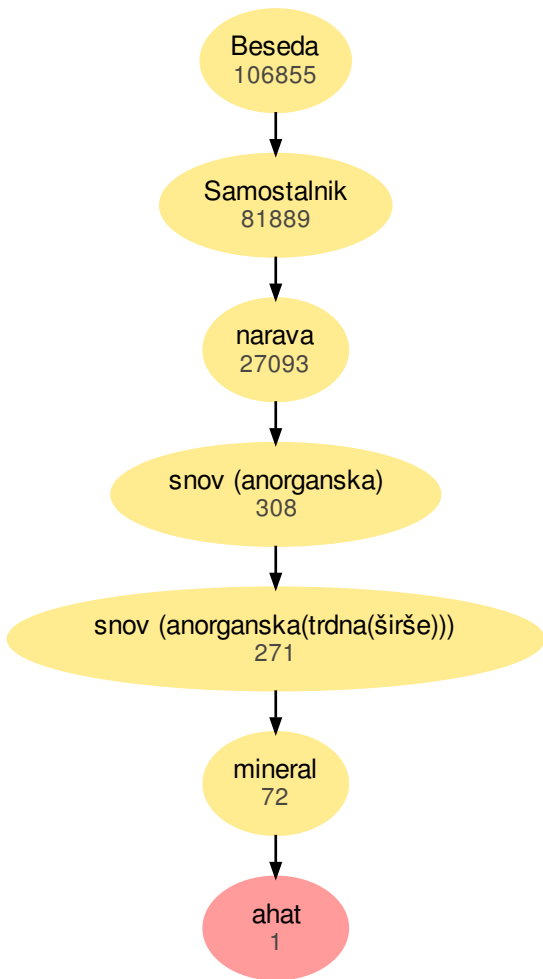 Beseda
106855
Samostalnik
81889
narava
27093
snov (anorganska)
308
snov (anorganska(trdna(širše)))
271
mineral
72
ahat
1